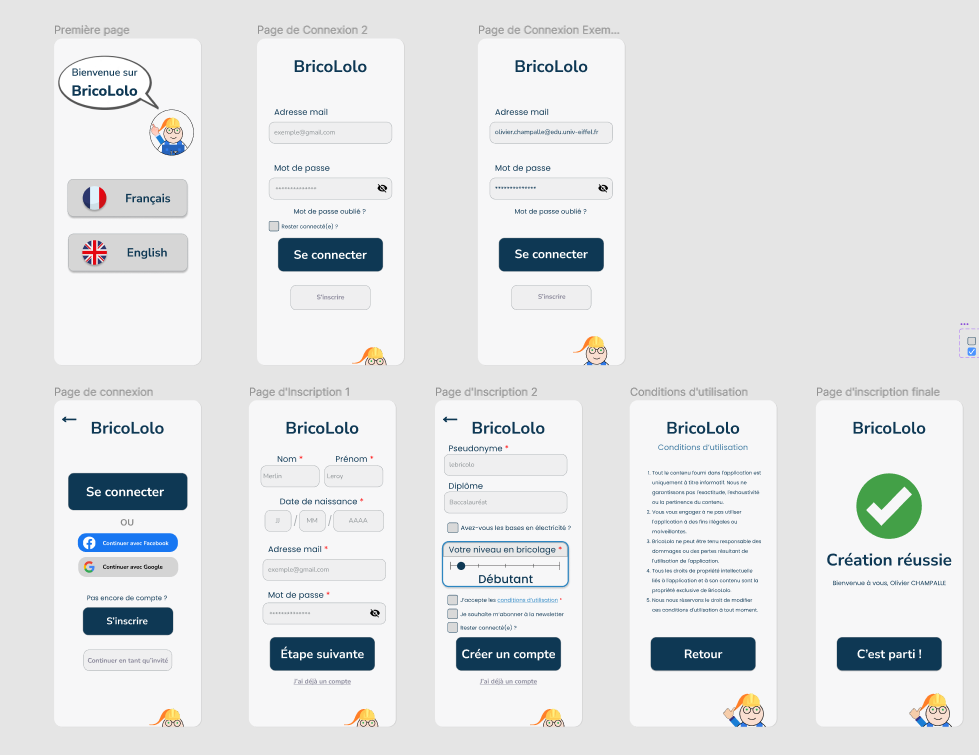 Première page
Bienvenue sur
BricoLolo
Français
English
Page de Connexion 2
BricoLolo
Adresse mail
exemple@gmail.com
Mot de passe
**************
Mot de passe oublié ?
Rester connecté(e) ?
Se connecter
S'inscrire
Page de Connexion Exem...
BricoLolo
Adresse mail
olivier.champalle@edu.univ-eiffel.fr
Mot de passe
**************
Mot de passe oublié ?
Se connecter
S'inscrire
Page de connexion
BricoLolo
Se connecter
OU
Continuer avec Facebook
Continuer avec Google
Pas encore de compte ?
S'inscrire
Continuer en tant qu'invité
Page d'Inscription 1
BricoLolo
Nom * Prénom *
Merlin Leroy
Date de naissance *
JJ / MM / AAAA
Adresse mail *
exemple@gmail.com
Mot de passe *
**************
Étape suivante
J'ai déjà un compte
Page d'Inscription 2
BricoLolo
Pseudonyme *
lebricolo
Diplôme
Baccalauréat
Avez-vous les bases en électricité ?
Votre niveau en bricolage *
Débutant
J'accepte les conditions d'utilisation *
Je souhaite m'abonner à la newsletter
Rester connecté(e) ?
Créer un compte
J'ai déjà un compte
Conditions d'utilisation
BricoLolo
Conditions d'utilisation
1. Tout le contenu fourni dans l'application est
uniquement à titre informatif. Nous ne
garantissons pas l'exactitude, l'exhaustivité
ou la pertinence du contenu.
2. Vous vous engager à ne pas utiliser
l'application à des fins illégales ou
malveillantes.
3. BricoLolo ne peut être tenu responsable des
dommages ou des pertes résultant de
l'utilisation de l'application.
4. Tous les droits de propriété intellectuelle
liés à l'application et à son contenu sont la
propriété exclusive de BricoLolo.
5. Nous nous réservons le droit de modifier
ces conditions d'utilisation à tout moment.
Retour
Page d'inscription finale
BricoLolo
Création réussie
Bienvenue à vous, Olivier CHAMPALLE
C'est parti !